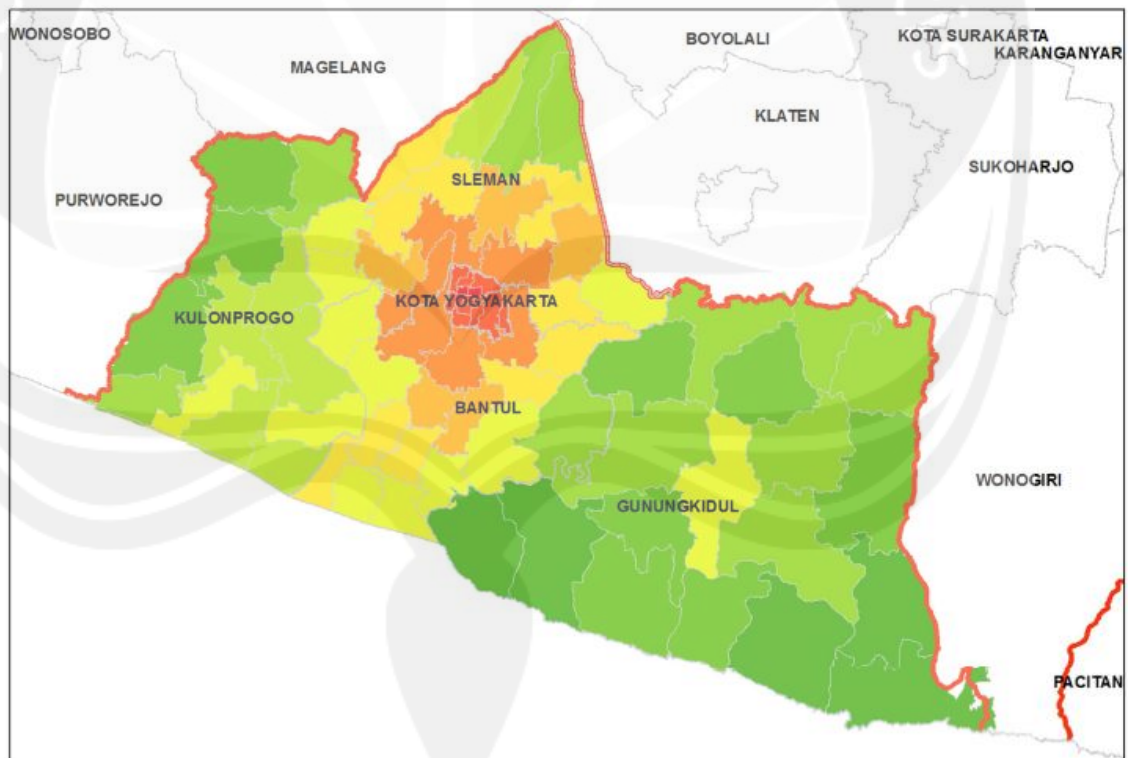 WONOSOBO
MAGELANG
BOYOLALI
KOTA SURAKARTA
KARANGANYAR
KLATEN
SUKOHARJO
PURWOREJO
SLEMAN
KOTA YOGYAKARTA
KULONPROGO
BANTUL
WONOGIRI
GUNUNGKIDUL
PACITAN